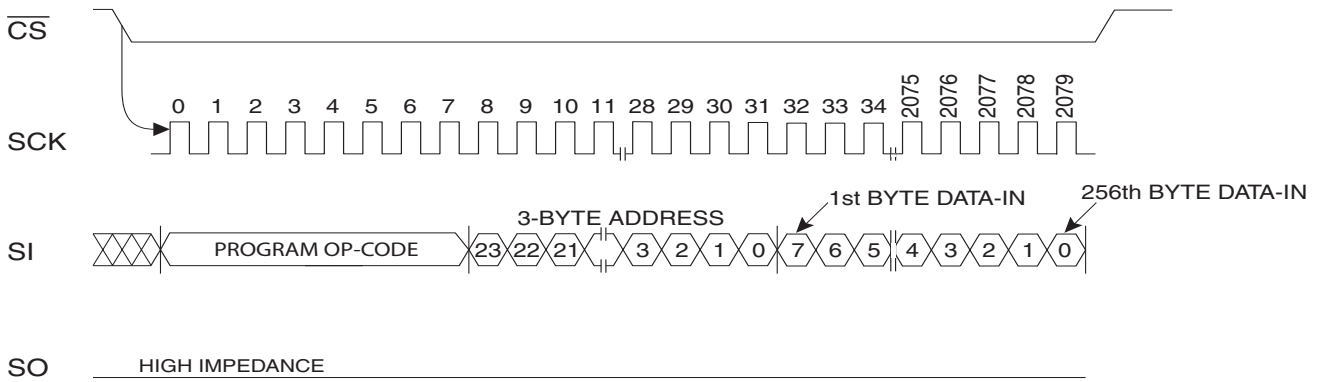 CS
0 1 2 3 4 5 6 7 8 9 10 11 28 29 30 31 32 33 34 2075 2076 2077 2078 2079
SCK
1st BYTE DATA-IN
256th BYTE DATA-IN
3-BYTE ADDRESS
SI
PROGRAM OP-CODE
23 22 21 3 2 1 0 7 6 5 4 3 2 1 0
SO
HIGH IMPEDANCE